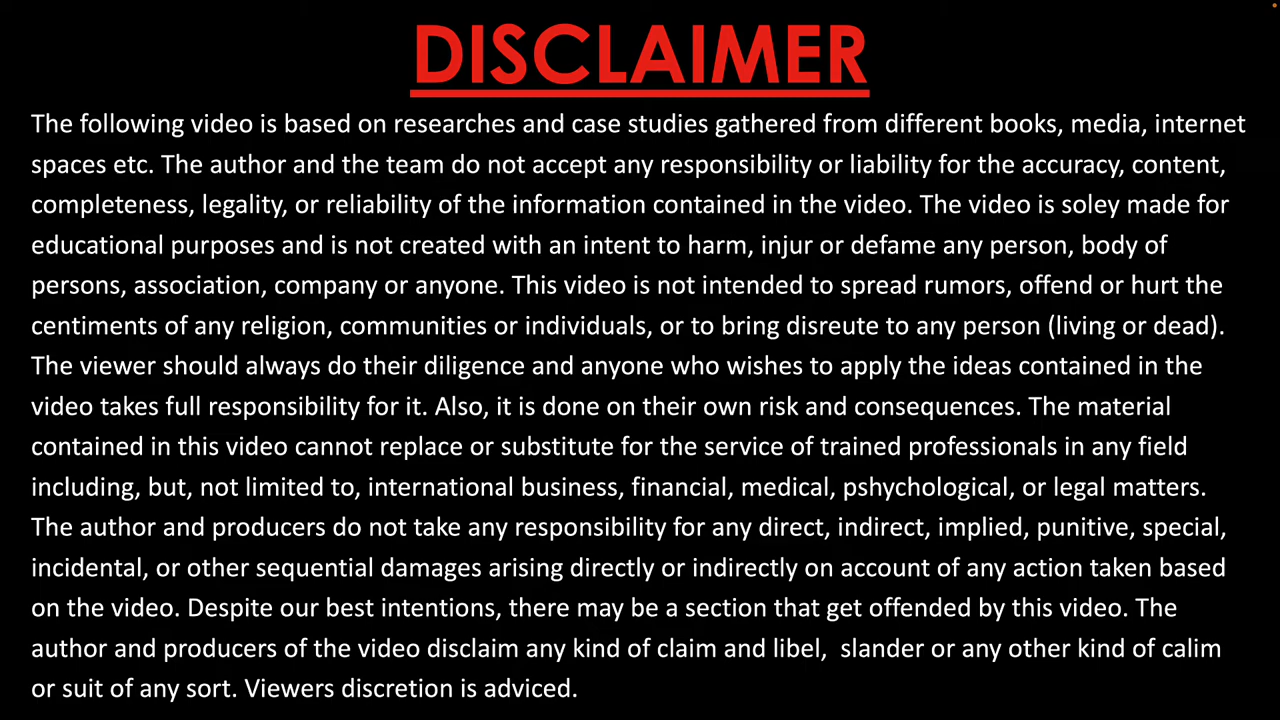 DISCLAIMER
The following video is based on researches and case studies gathered from different books, media, internet
spaces etc. The author and the team do not accept any responsibility or liability for the accuracy, content,
completeness, legality, or reliability of the information contained in the video. The video is soley made for
educational purposes and is not created with an intent to harm, injur or defame any person, body of
persons, association, company or anyone. This video is not intended to spread rumors, offend or hurt the
centiments of any religion, communities or individuals, or to bring disreute to any person (living or dead).
The viewer should always do their diligence and anyone who wishes to apply the ideas contained in the
video takes full responsibility for it. Also, it is done on their own risk and consequences. The material
contained in this video cannot replace or substitute for the service of trained professionals in any field
including, but, not limited to, international business, financial, medical, pshychological, or legal matters.
The author and producers do not take any responsibility for any direct, indirect, implied, punitive, special,
incidental, or other sequential damages arising directly or indirectly on account of any action taken based
on the video. Despite our best intentions, there may be a section that get offended by this video. The
author and producers of the video disclaim any kind of claim and libel,  slander or any other kind of calim
or suit of any sort. Viewers discretion is adviced.